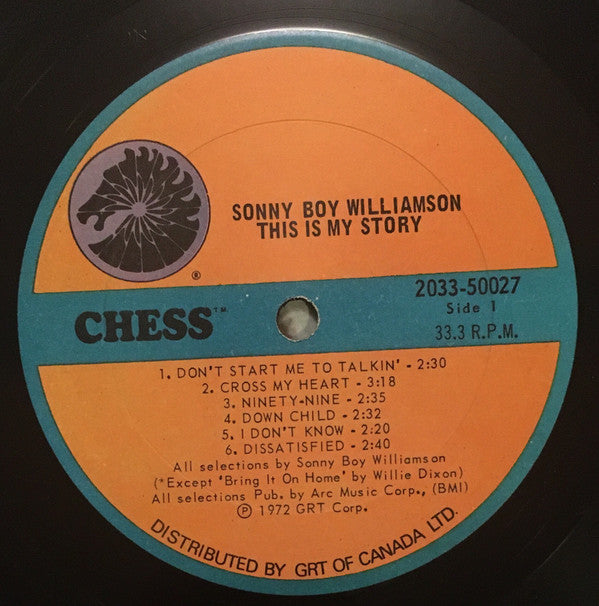 SONNY BOY WILLIAMSON
THIS IS MY STORY
®
CHESS™
2033-50027
Side 1
33.3 R.P.M.
1. DON'T START ME TO TALKIN' - 2:30
2. CROSS MY HEART - 3:18
3. NINETY-NINE - 2:35
4. DOWN CHILD - 2:32
5. I DON'T KNOW - 2:20
6. DISSATISFIED - 2:40
All selections by Sonny Boy Williamson
(*Except 'Bring It On Home' by Willie Dixon)
All selections Pub. by Arc Music Corp., (BMI)
℗ 1972 GRT Corp.
DISTRIBUTED BY GRT OF CANADA LTD.